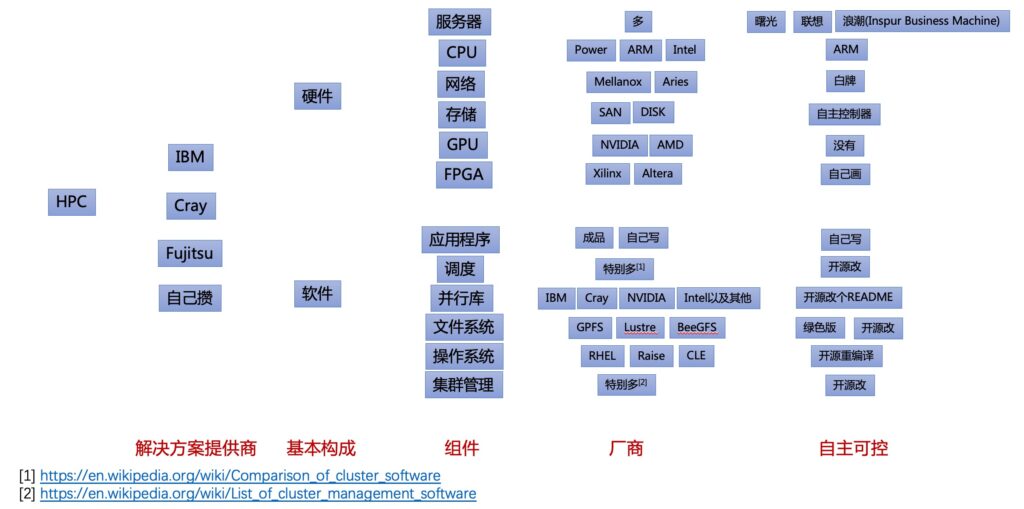 服务器 多 曙光 联想 浪潮(Inspur Business Machine)
CPU Power ARM Intel ARM
网络 Mellanox Aries 白牌
硬件
存储 SAN DISK 自主控制器
GPU NVIDIA AMD 没有
IBM
FPGA Xilinx Altera 自己画
HPC
Cray
应用程序 成品 自己写 自己写
Fujitsu
调度 特别多[1] 开源改
自己攒 软件 并行库 IBM Cray NVIDIA Intel以及其他 开源改个README
文件系统 GPFS Lustre BeeGFS 绿色版 开源改
操作系统 RHEL Raise CLE 开源重编译
集群管理 特别多[2] 开源改
解决方案提供商 基本构成 组件 厂商 自主可控
[1] https://en.wikipedia.org/wiki/Comparison_of_cluster_software
[2] https://en.wikipedia.org/wiki/List_of_cluster_management_software